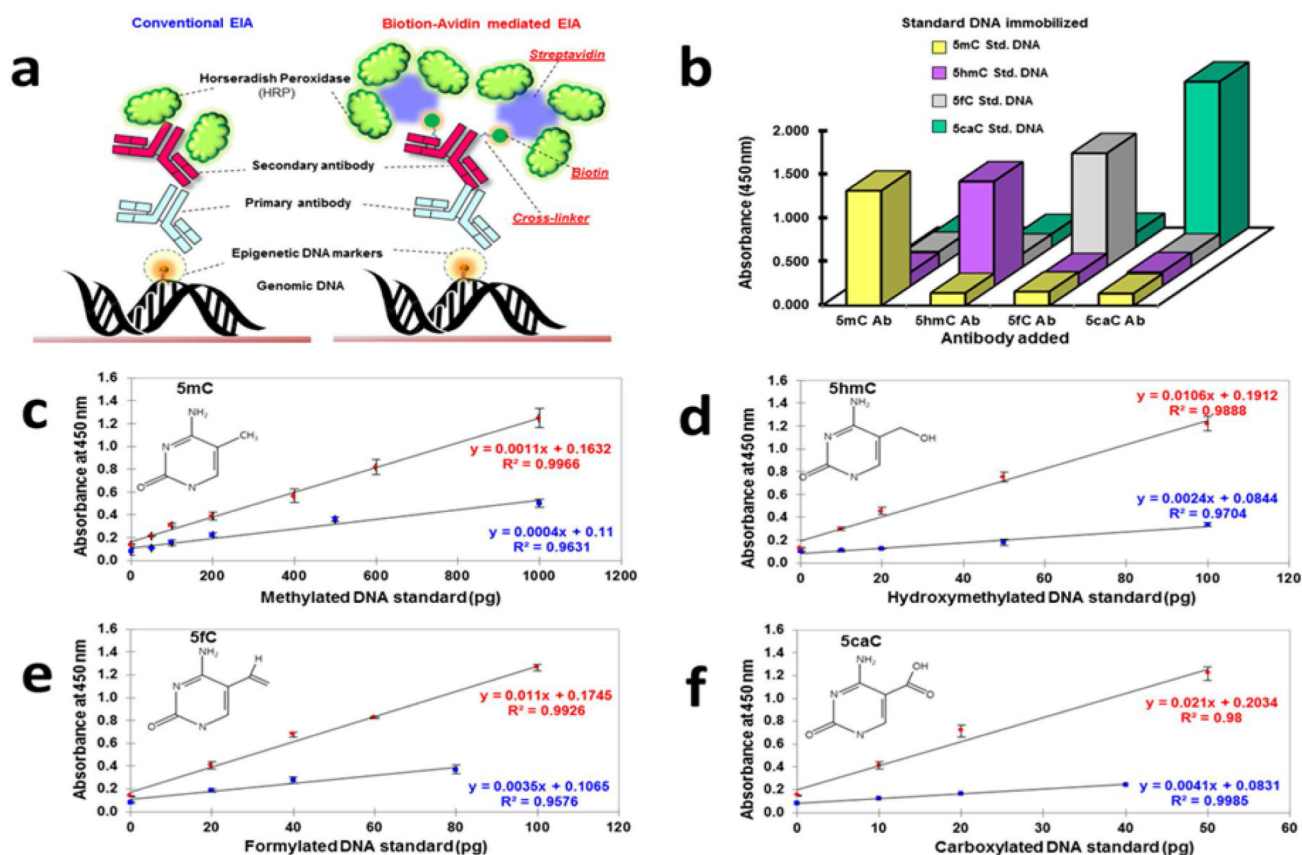 a
Conventional EIA
Biotion-Avidin mediated EIA
Streptavidin
Horseradish Peroxidase
(HRP)
Secondary antibody
Biotin
Primary antibody
Cross-linker
Epigenetic DNA markers
Genomic DNA
b
Standard DNA immobilized
5mC Std. DNA
5hmC Std. DNA
5fC Std. DNA
5caC Std. DNA
Absorbance (450nm)
2.000
1.500
1.000
0.500
0.000
5mC Ab
5hmC Ab
5fC Ab
5caC Ab
Antibody added
c
5mC
Absorbance at 450 nm
1.6
1.4
1.2
1.0
0.8
0.6
0.4
0.2
0.0
NH₂
CH₃
N
O
N
y = 0.0011x + 0.1632
R² = 0.9966
y = 0.0004x + 0.11
R² = 0.9631
0 200 400 600 800 1000 1200
Methylated DNA standard (pg)
d
5hmC
Absorbance at 450 nm
1.6
1.4
1.2
1.0
0.8
0.6
0.4
0.2
0.0
NH₂
OH
N
O
N
y = 0.0106x + 0.1912
R² = 0.9888
y = 0.0024x + 0.0844
R² = 0.9704
0 20 40 60 80 100 120
Hydroxymethylated DNA standard (pg)
e
5fC
Absorbance at 450 nm
1.6
1.4
1.2
1.0
0.8
0.6
0.4
0.2
0.0
NH₂
H
N
O
N
y = 0.011x + 0.1745
R² = 0.9926
y = 0.0035x + 0.1065
R² = 0.9576
0 20 40 60 80 100 120
Formylated DNA standard (pg)
f
5caC
Absorbance at 450 nm
1.6
1.4
1.2
1.0
0.8
0.6
0.4
0.2
0.0
NH₂
OH
N
O
O
N
y = 0.021x + 0.2034
R² = 0.98
y = 0.0041x + 0.0831
R² = 0.9985
0 10 20 30 40 50 60
Carboxylated DNA standard (pg)